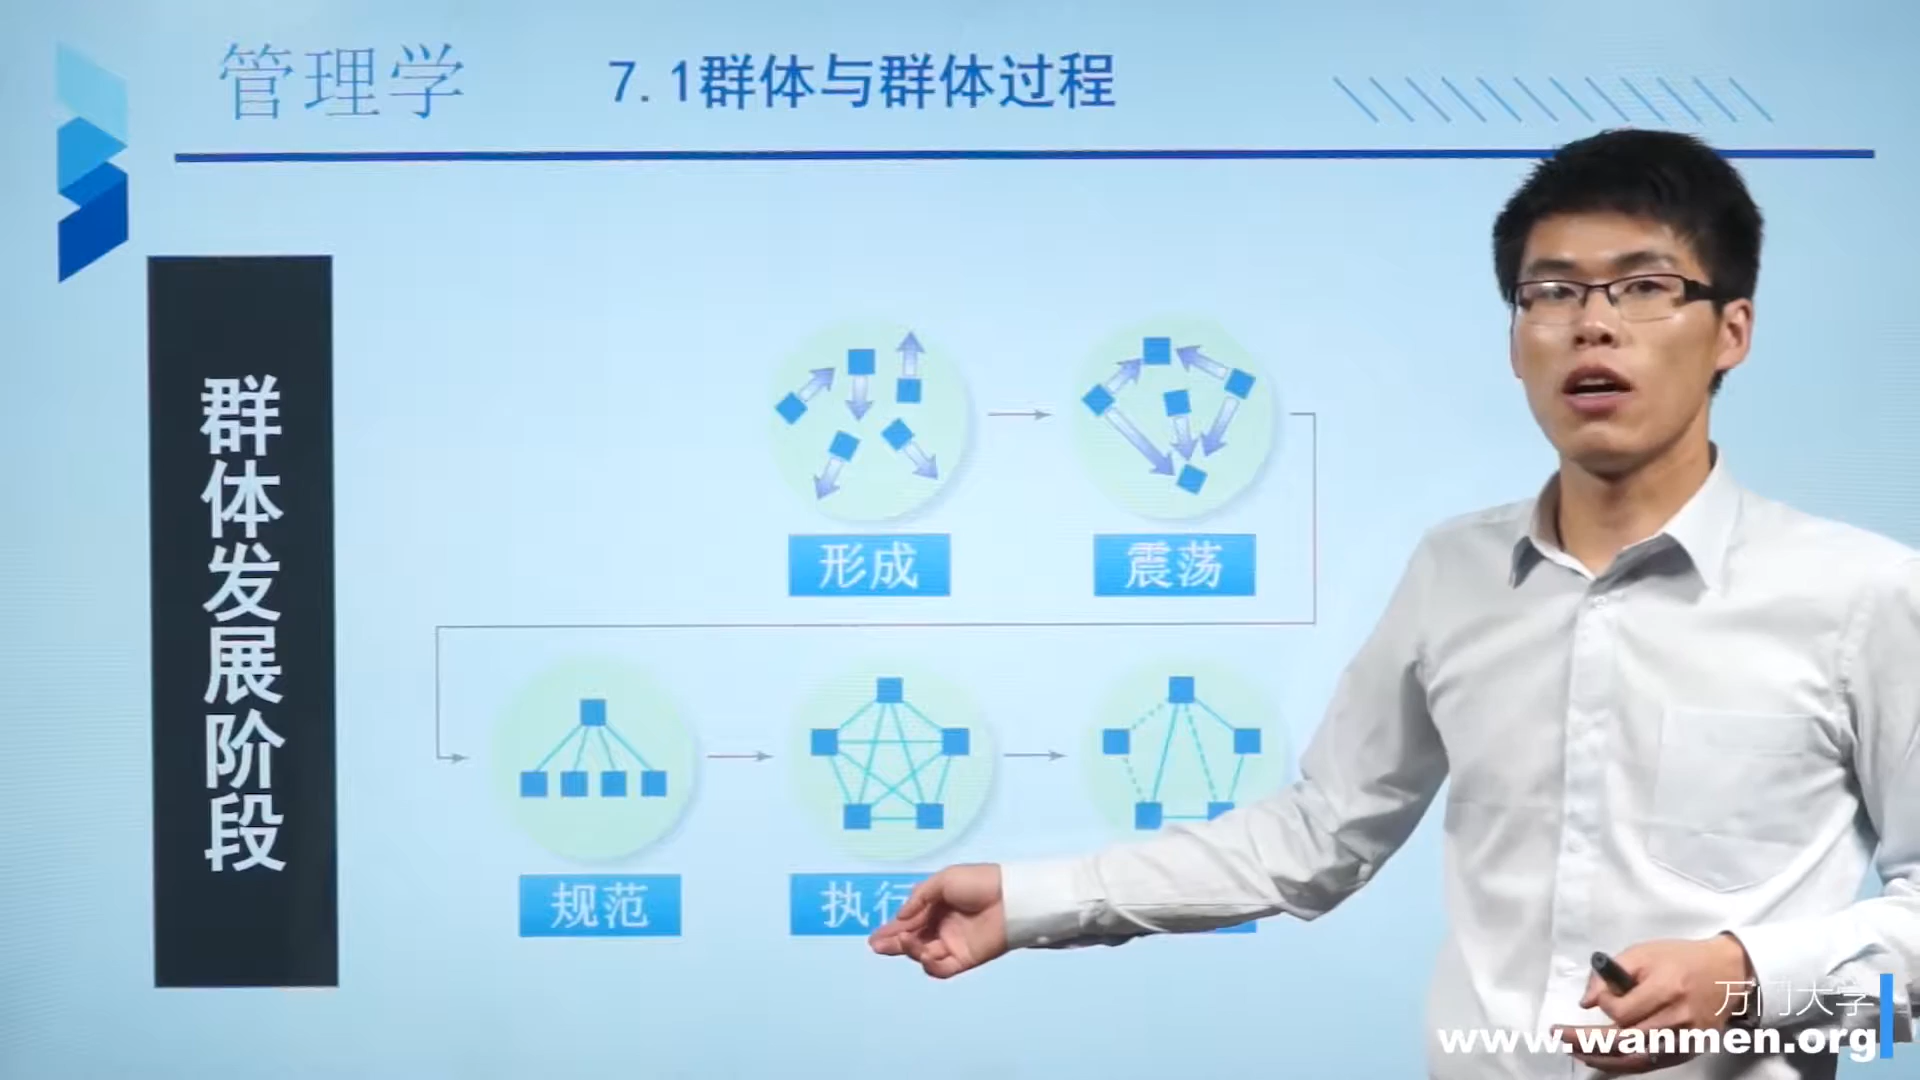 管理学
7.1群体与群体过程
群体发展阶段
形成
震荡
规范
执行
万门大学
www.wanmen.org